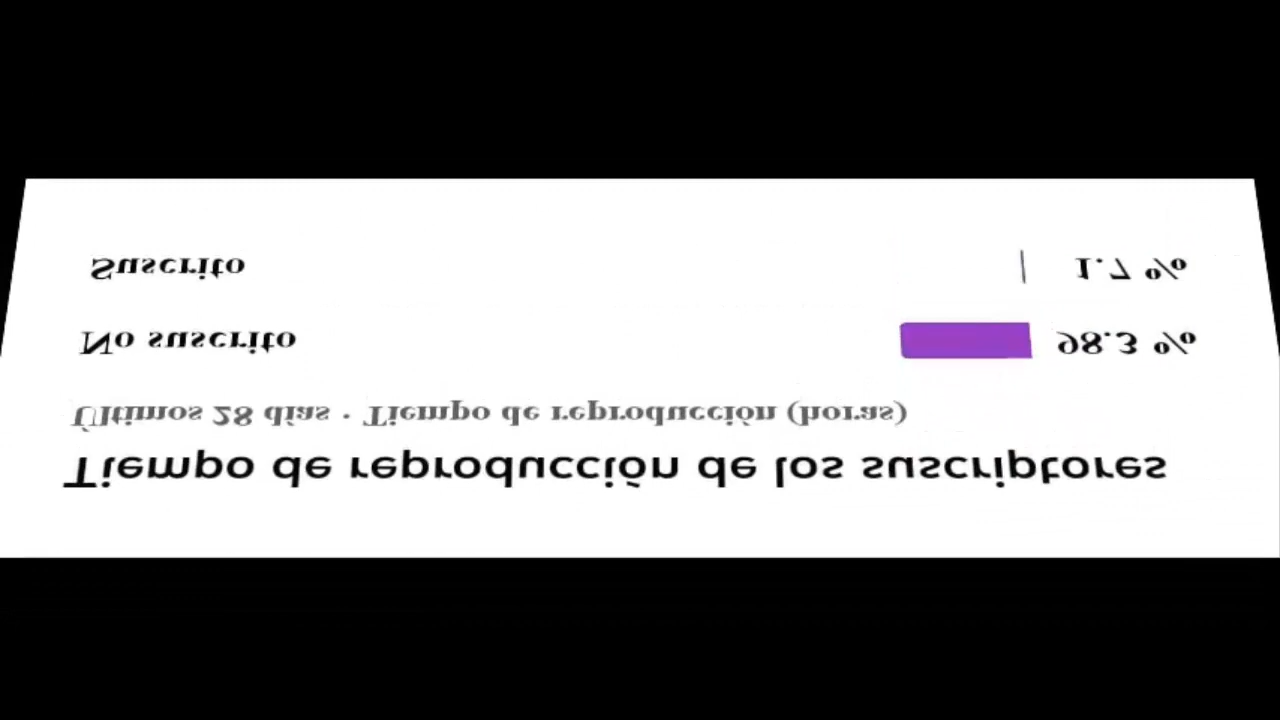 Tiempo de reproducción de los suscriptores
Últimos 28 días · Tiempo de reproducción (horas)
No suscrito 98.3 %
Suscrito 1.7 %